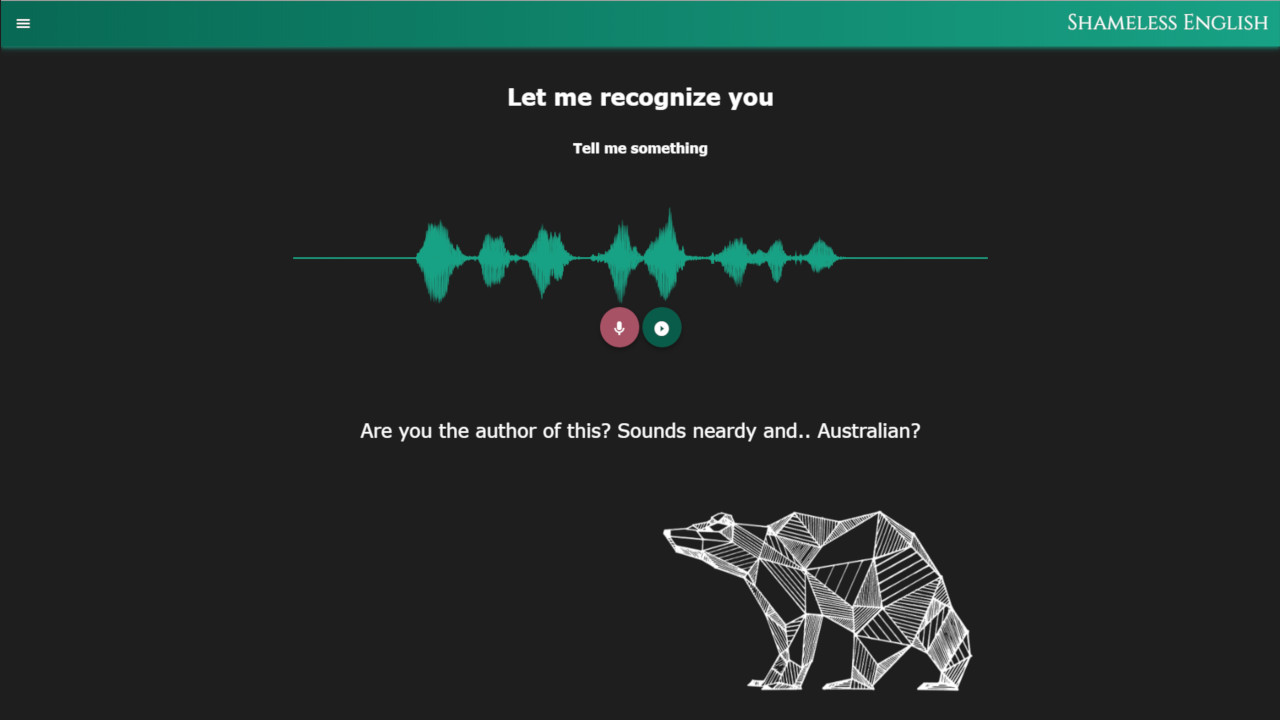 Shameless English
Let me recognize you
Tell me something
Are you the author of this? Sounds neardy and.. Australian?